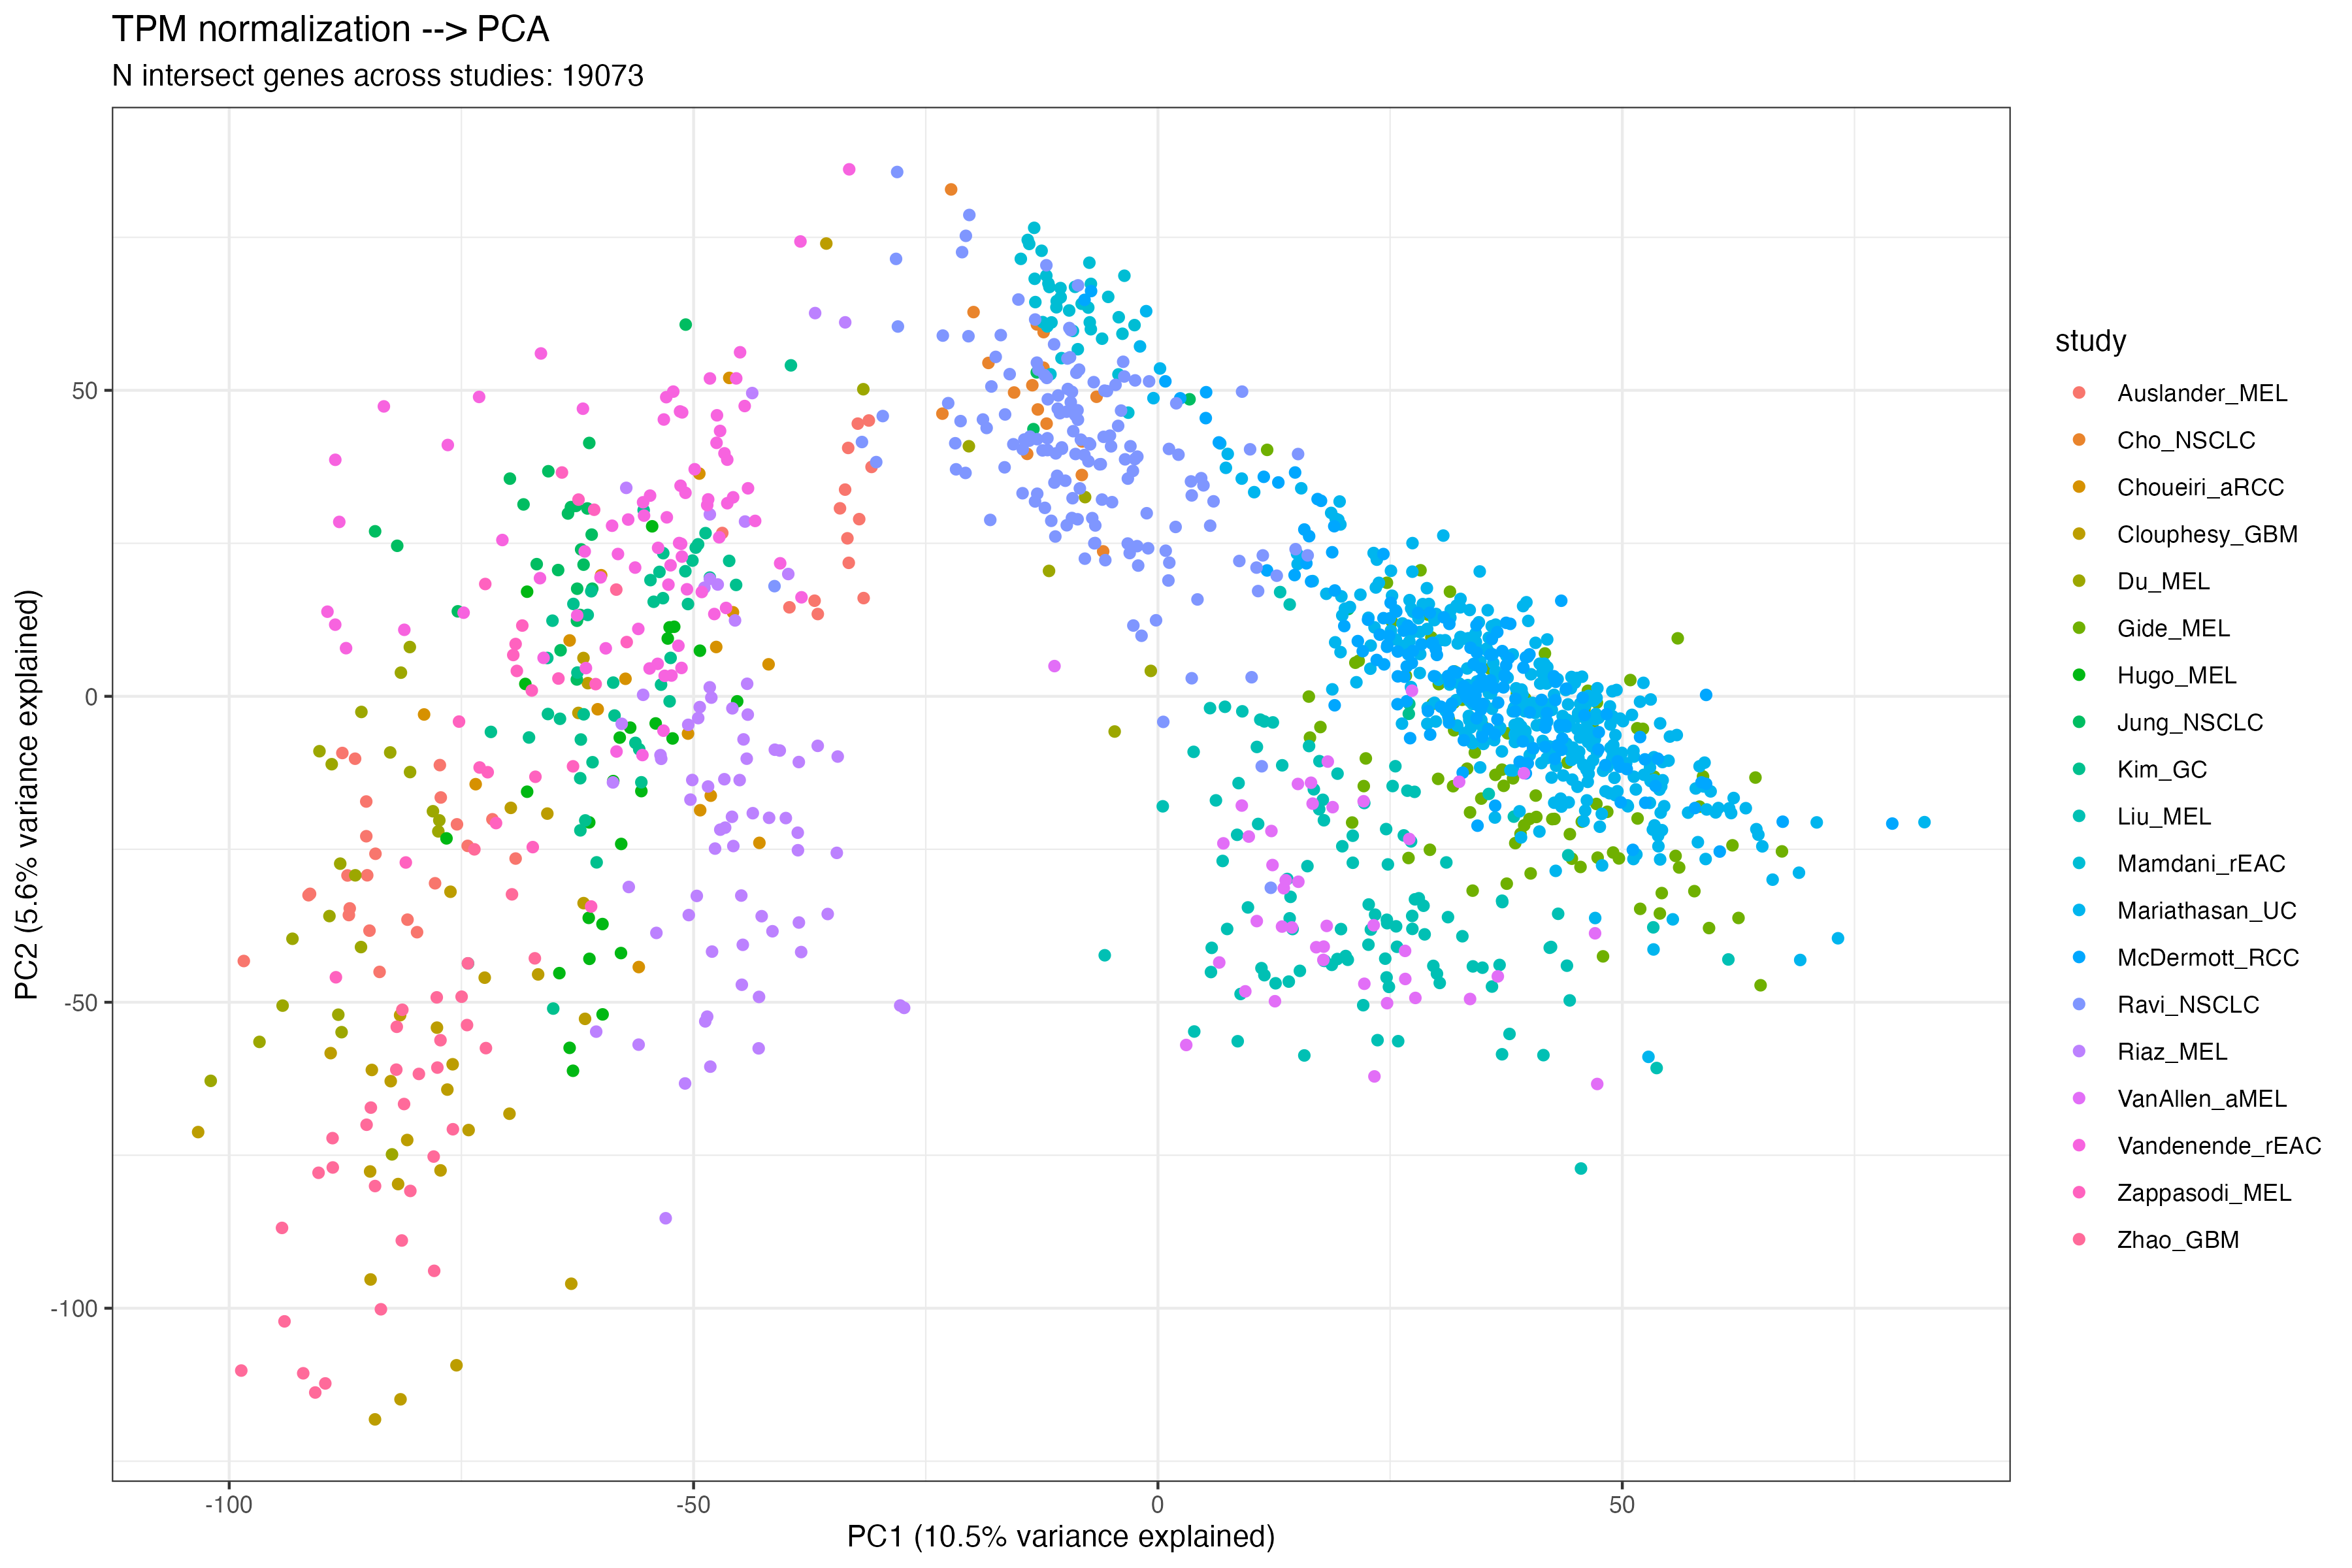 TPM normalization --> PCA
N intersect genes across studies: 19073
PC2 (5.6% variance explained)
50
0
-50
-100
-100
-50
0
50
PC1 (10.5% variance explained)
study
Auslander_MEL
Cho_NSCLC
Choueiri_aRCC
Clouphesy_GBM
Du_MEL
Gide_MEL
Hugo_MEL
Jung_NSCLC
Kim_GC
Liu_MEL
Mamdani_rEAC
Mariathasan_UC
McDermott_RCC
Ravi_NSCLC
Riaz_MEL
VanAllen_aMEL
Vandenende_rEAC
Zappasodi_MEL
Zhao_GBM